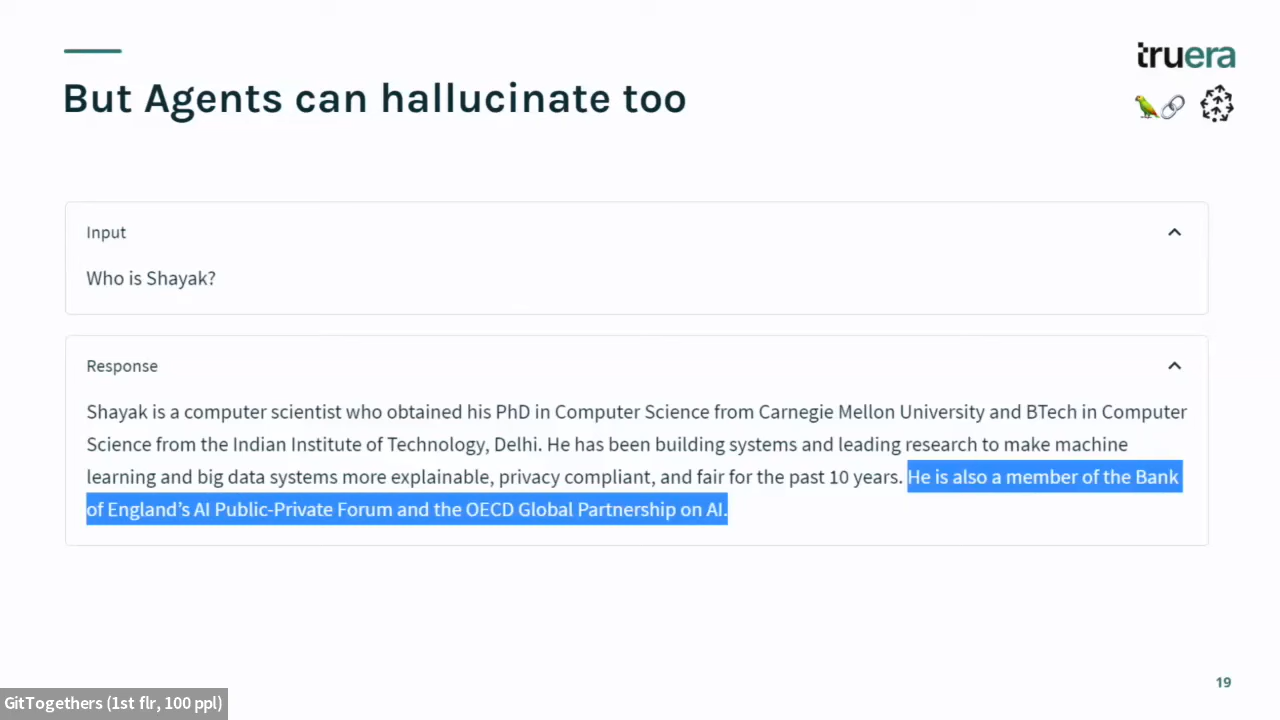 truera
But Agents can hallucinate too
Input
Who is Shayak?
Response
Shayak is a computer scientist who obtained his PhD in Computer Science from Carnegie Mellon University and BTech in Computer
Science from the Indian Institute of Technology, Delhi. He has been building systems and leading research to make machine
learning and big data systems more explainable, privacy compliant, and fair for the past 10 years. He is also a member of the Bank
of England’s AI Public-Private Forum and the OECD Global Partnership on AI.
19
GitTogethers (1st flr, 100 ppl)